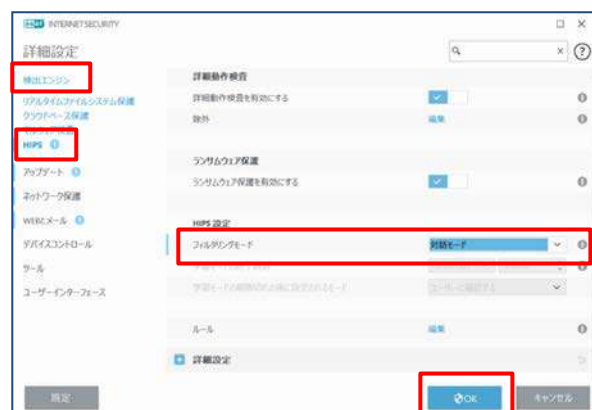 eset INTERNET SECURITY
詳細設定
検出エンジン
リアルタイムファイルシステム保護
クラウドベース保護
HIPS
アップデート
ネットワーク保護
WEBとメール
デバイスコントロール
ツール
ユーザーインターフェース
詳細動作検査
詳細動作検査を有効にする
除外 編集
ランサムウェア保護
ランサムウェア保護を有効にする
HIPS 設定
フィルタリングモード 対話モード
ルール 編集
詳細設定
既定
OK
キャンセル